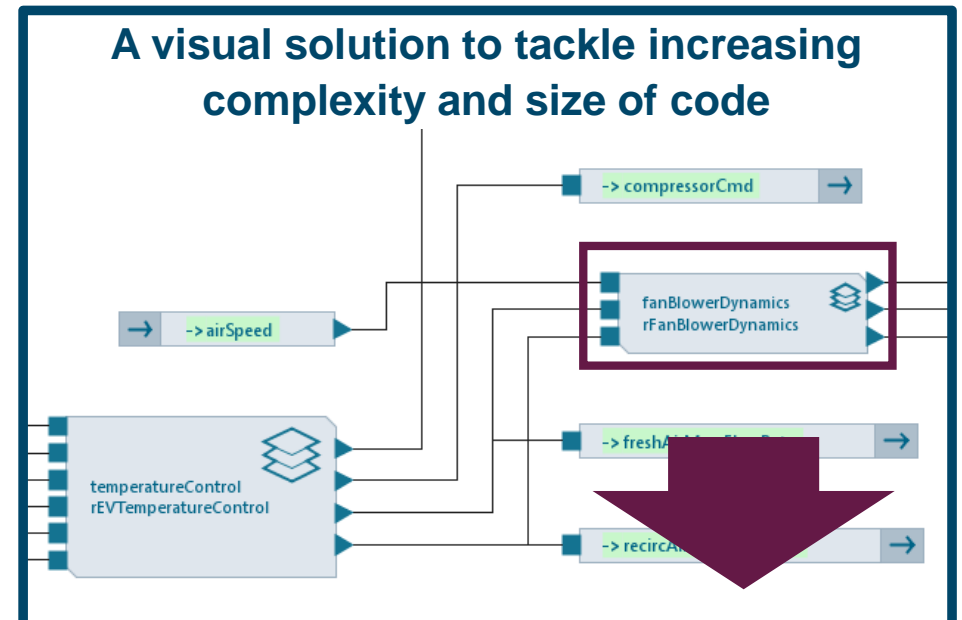 A visual solution to tackle increasing
complexity and size of code
-> compressorCmd
fanBlowerDynamics
rFanBlowerDynamics
->airSpeed
->
temperatureControl
rEVTemperatureControl
->